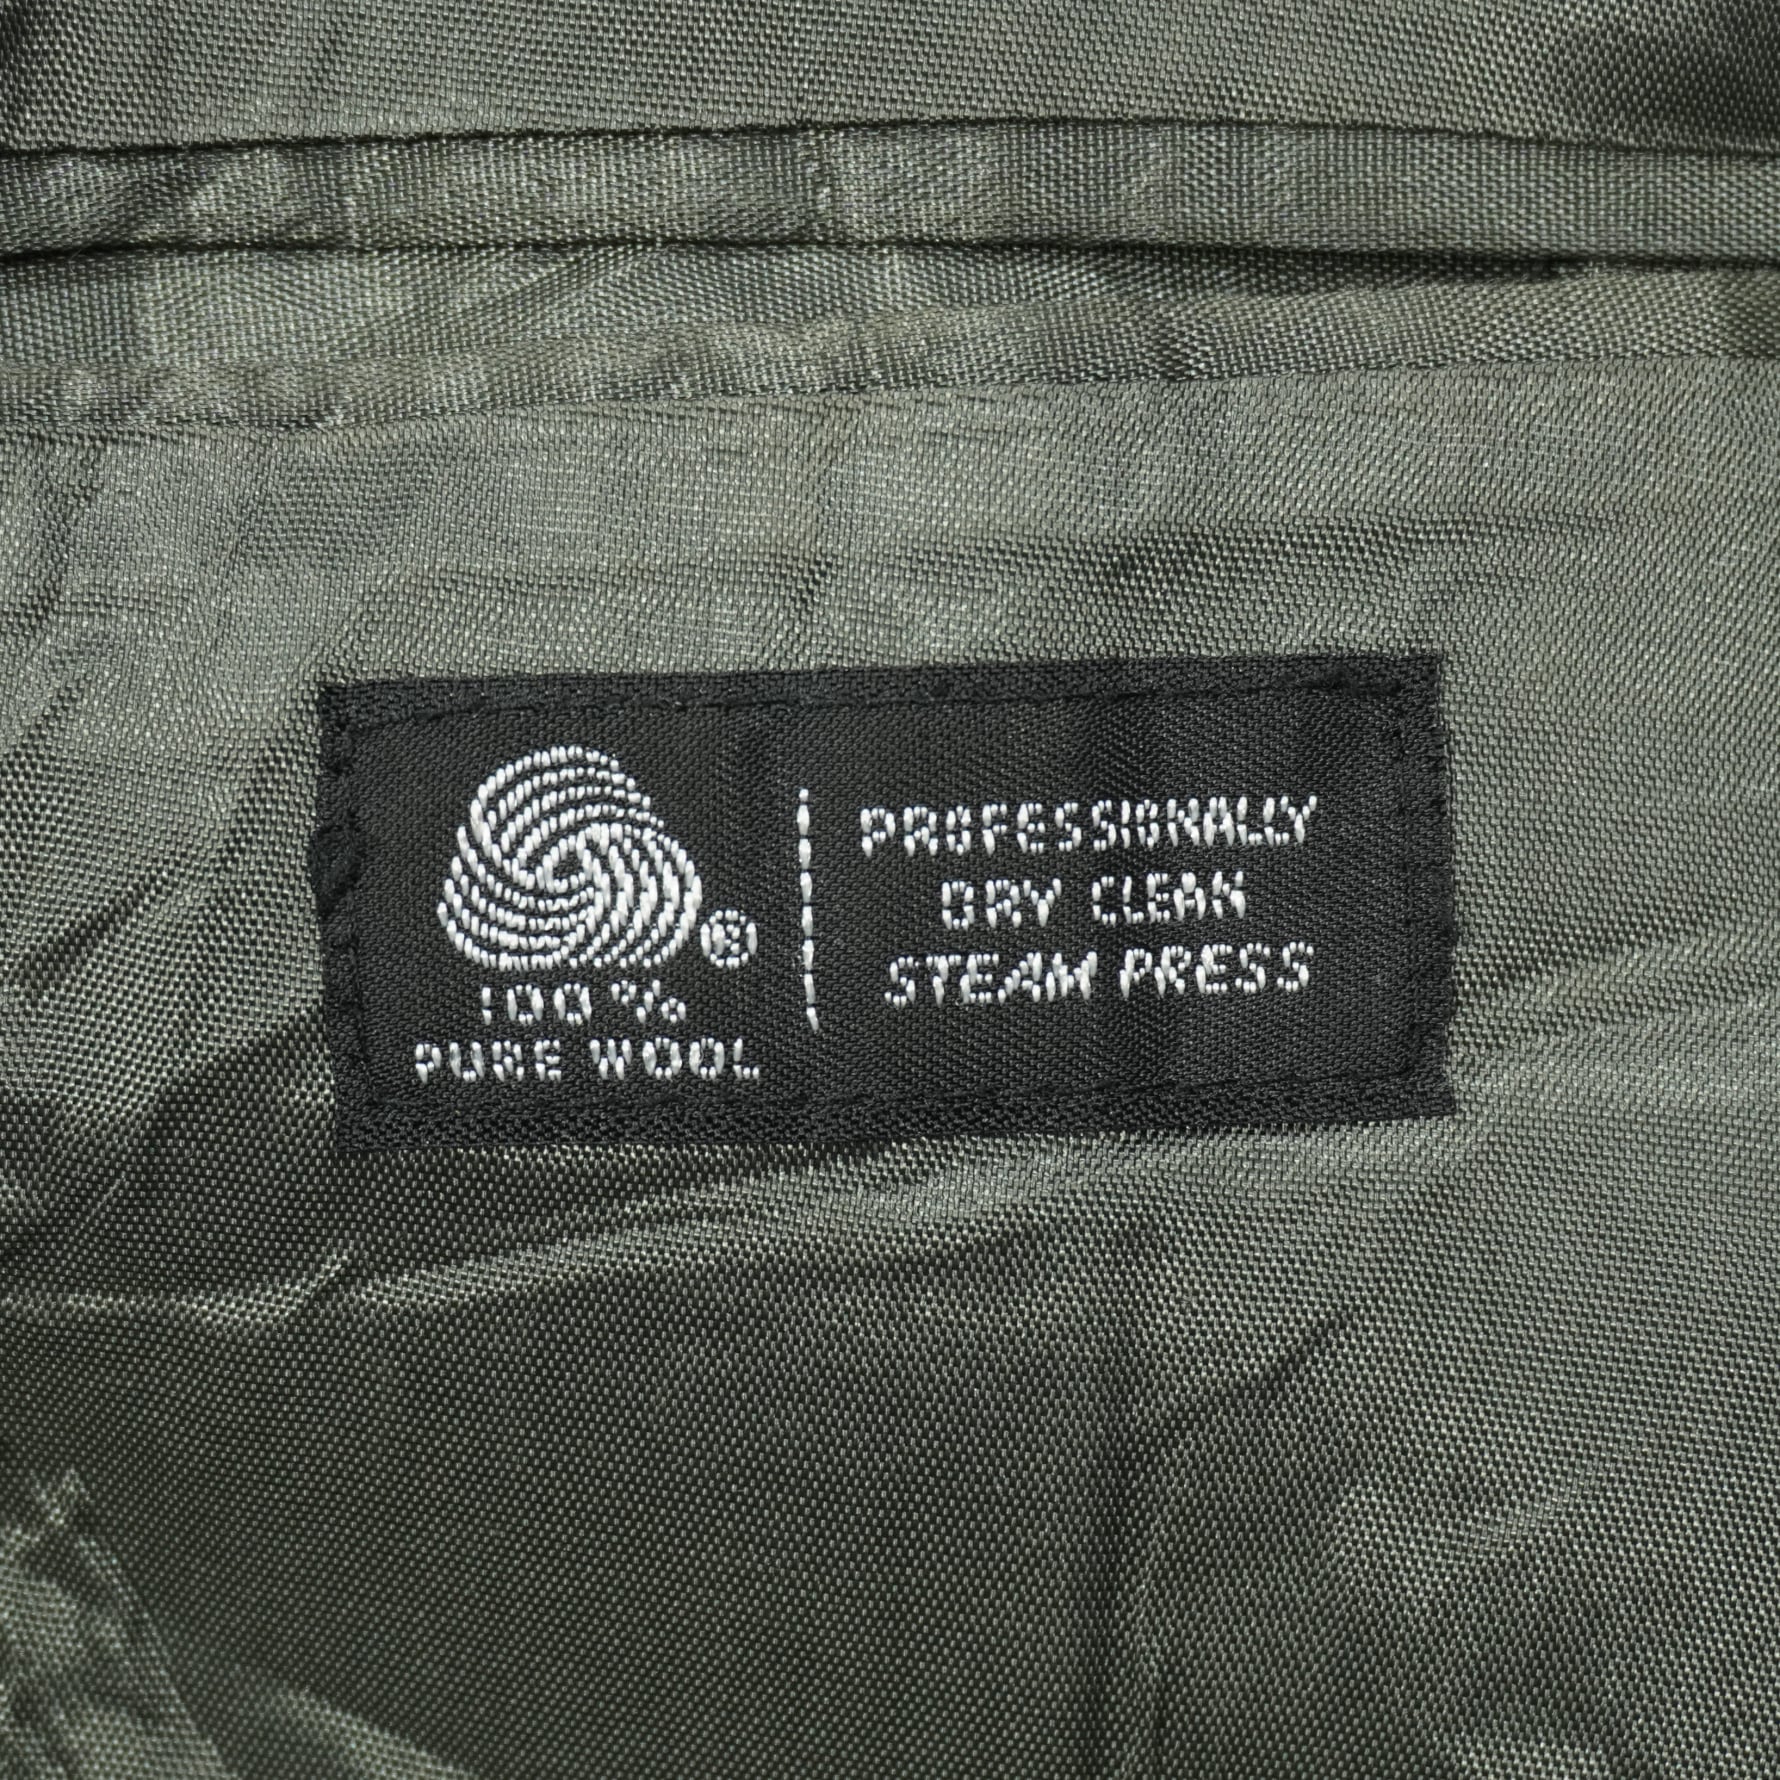 ®
100%
PURE WOOL
PROFESSIONALLY
DRY CLEAN
STEAM PRESS